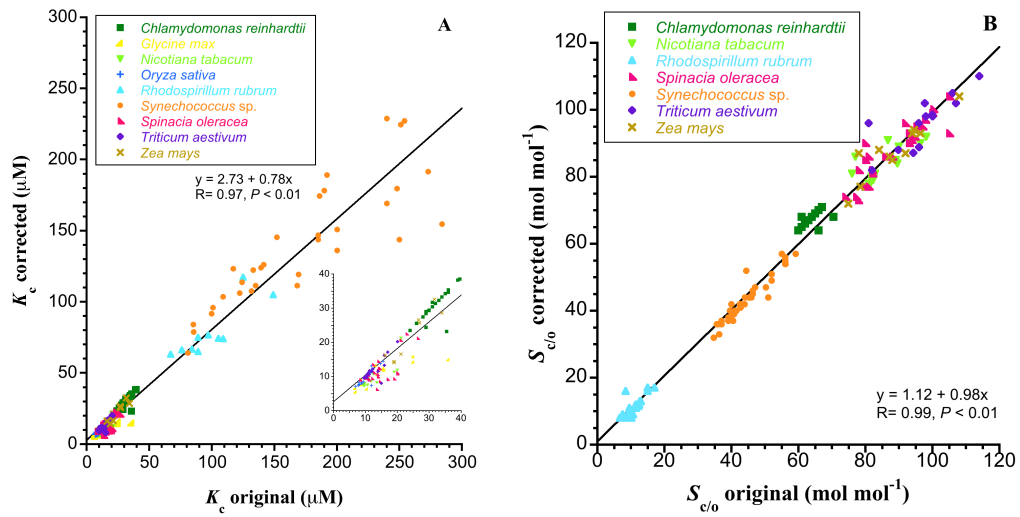 A
Chlamydomonas reinhardtii
Glycine max
Nicotiana tabacum
Oryza sativa
Rhodospirillum rubrum
Synechococcus sp.
Spinacia oleracea
Triticum aestivum
Zea mays
y = 2.73 + 0.78x
R= 0.97, P < 0.01
300
250
200
150
100
50
0
Kc corrected (μM)
0 50 100 150 200 250 300
Kc original (μM)
40
30
20
10
0
0 10 20 30 40
B
Chlamydomonas reinhardtii
Nicotiana tabacum
Rhodospirillum rubrum
Spinacia oleracea
Synechococcus sp.
Triticum aestivum
Zea mays
y = 1.12 + 0.98x
R= 0.99, P < 0.01
120
100
80
60
40
20
0
Sc/o corrected (mol mol⁻¹)
0 20 40 60 80 100 120
Sc/o original (mol mol⁻¹)